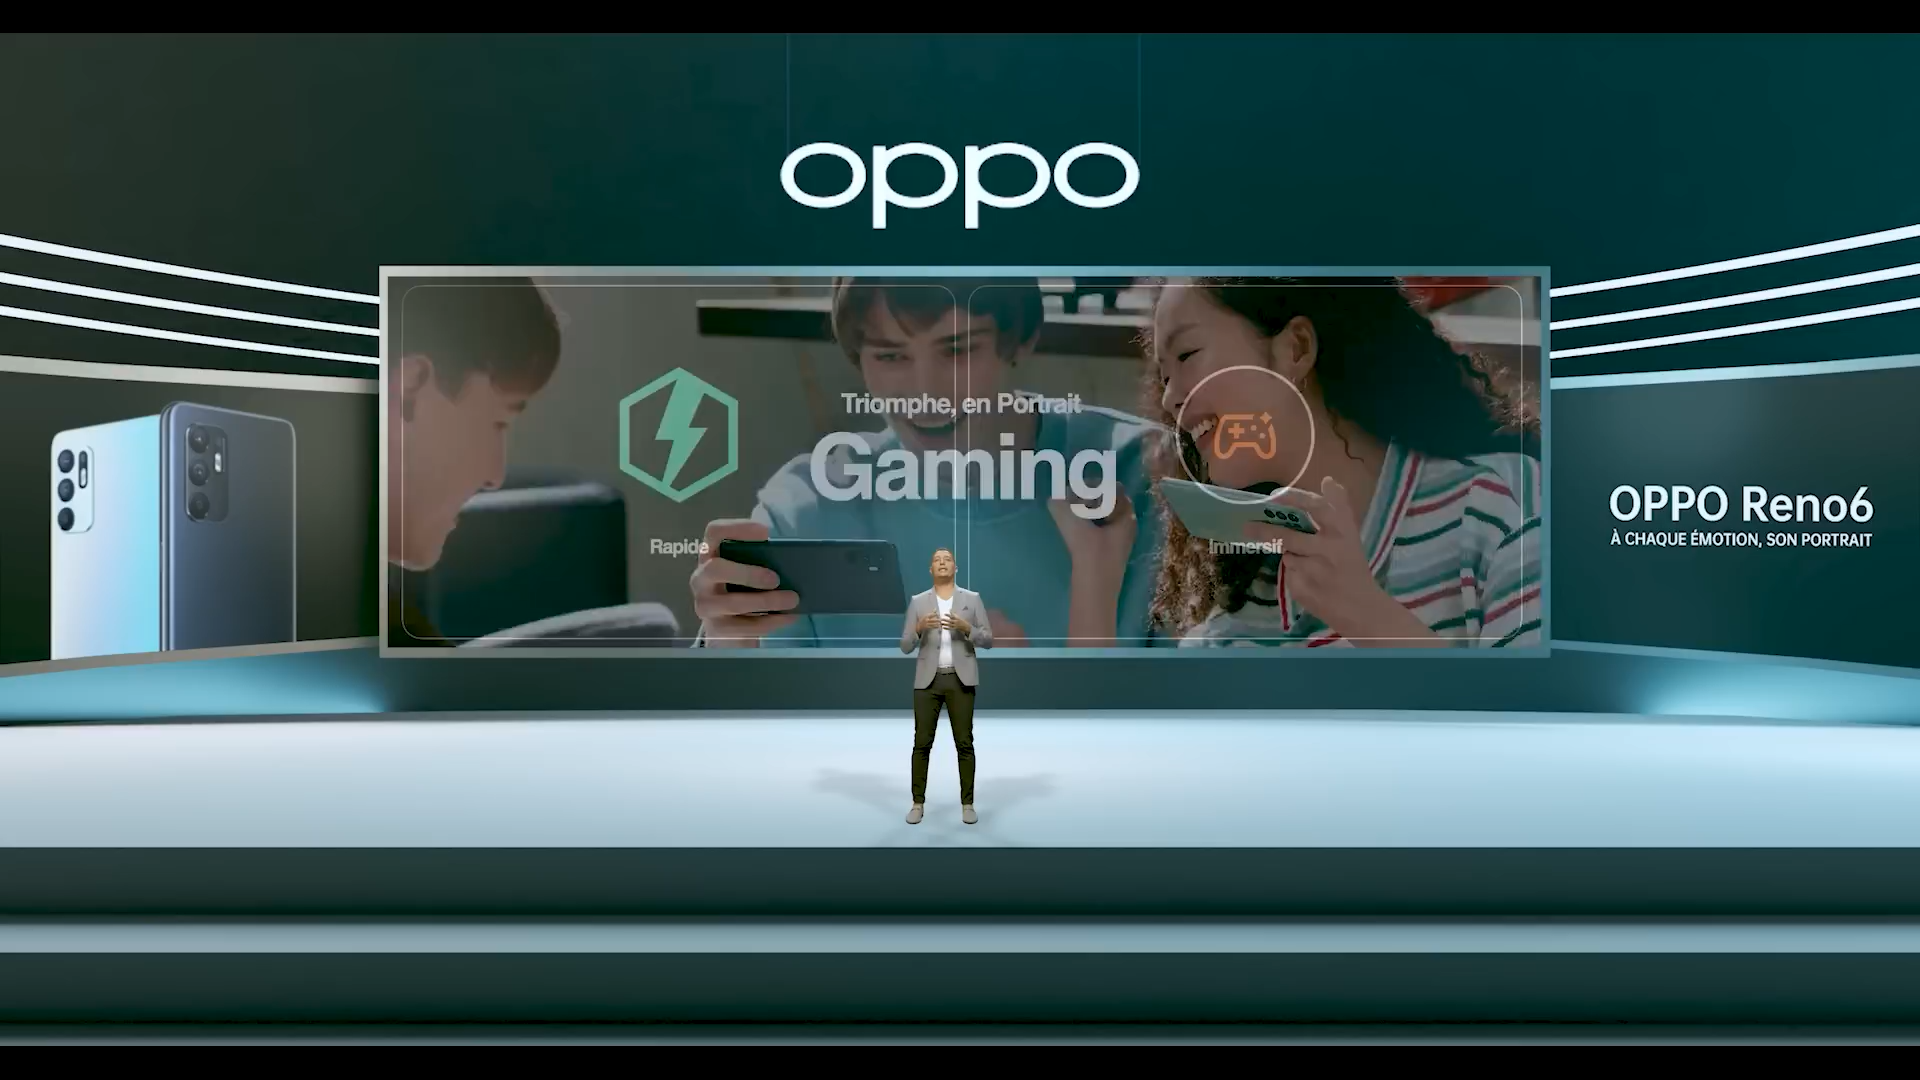 oppo
Triomphe, en Portrait
Gaming
Rapide
Immersif
OPPO Reno6
À CHAQUE ÉMOTION, SON PORTRAIT